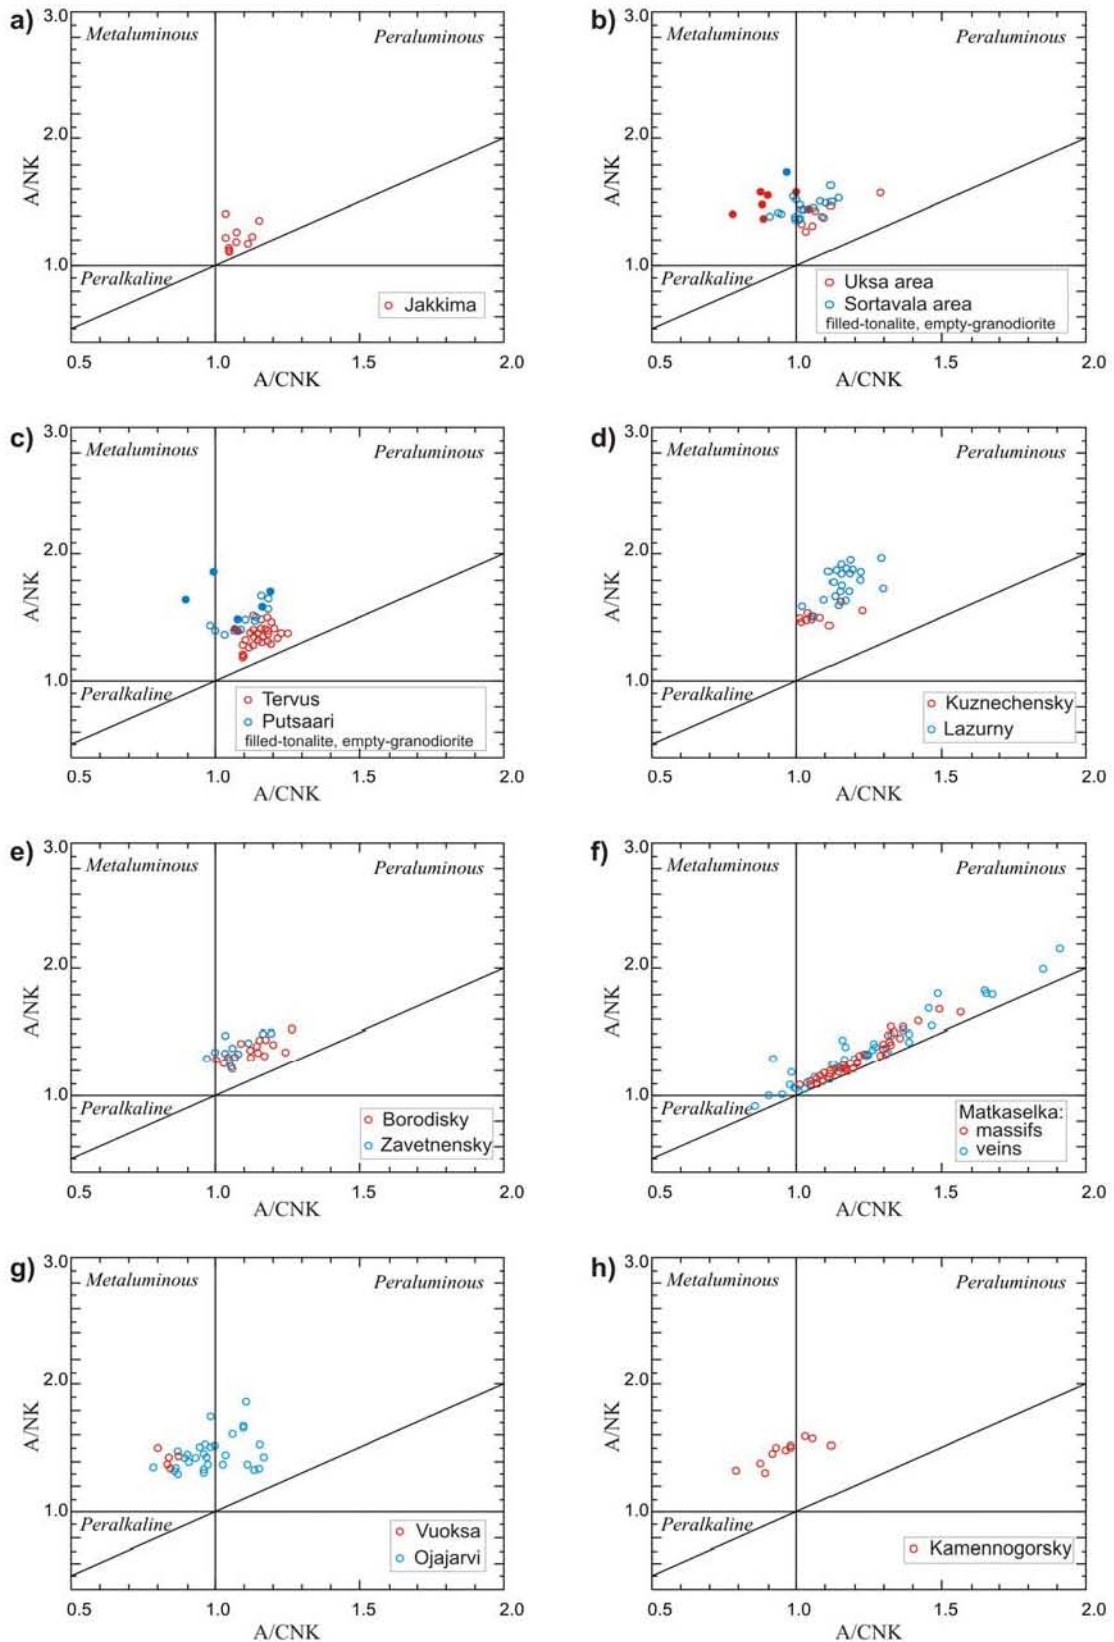 a)
3.0
Metaluminous
Peraluminous
2.0
A/NK
1.0
Peralkaline
Jakkima
0.5
1.0
1.5
2.0
A/CNK
b)
3.0
Metaluminous
Peraluminous
2.0
A/NK
1.0
Peralkaline
Uksa area
Sortavala area
filled-tonalite, empty-granodiorite
0.5
1.0
1.5
2.0
A/CNK
c)
3.0
Metaluminous
Peraluminous
2.0
A/NK
1.0
Peralkaline
Tervus
Putsaari
filled-tonalite, empty-granodiorite
0.5
1.0
1.5
2.0
A/CNK
d)
3.0
Metaluminous
Peraluminous
2.0
A/NK
1.0
Peralkaline
Kuznechensky
Lazurny
0.5
1.0
1.5
2.0
A/CNK
e)
3.0
Metaluminous
Peraluminous
2.0
A/NK
1.0
Peralkaline
Borodisky
Zavetnensky
0.5
1.0
1.5
2.0
A/CNK
f)
3.0
Metaluminous
Peraluminous
2.0
A/NK
1.0
Peralkaline
Matkaselka:
massifs
veins
0.5
1.0
1.5
2.0
A/CNK
g)
3.0
Metaluminous
Peraluminous
2.0
A/NK
1.0
Peralkaline
Vuoksa
Ojajarvi
0.5
1.0
1.5
2.0
A/CNK
h)
3.0
Metaluminous
Peraluminous
2.0
A/NK
1.0
Peralkaline
Kamennogorsky
0.5
1.0
1.5
2.0
A/CNK